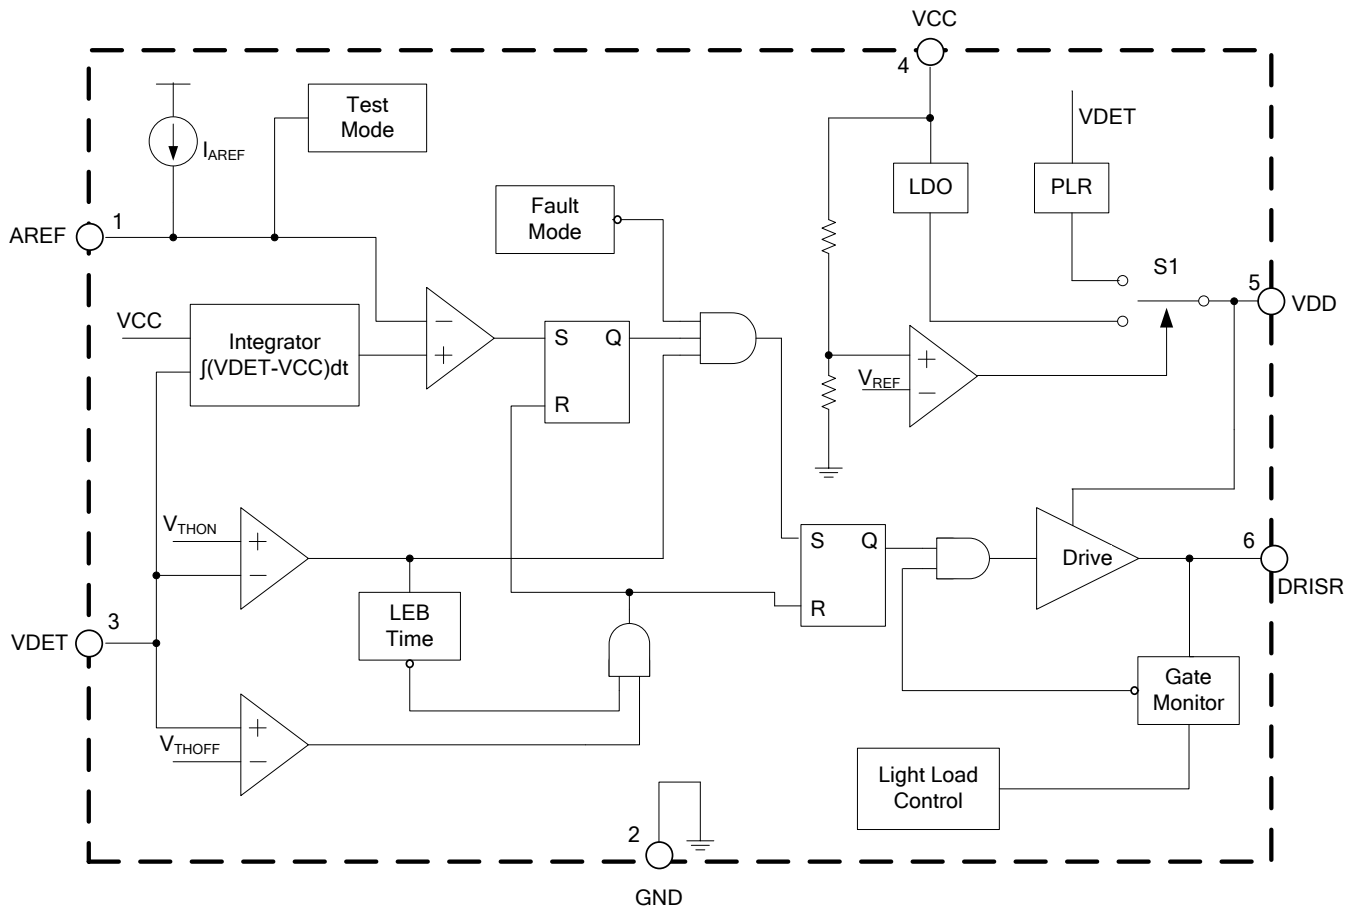 VCC
4
Test
Mode
VDET
I_AREF
LDO
PLR
Fault
Mode
1
AREF
S1
5
VDD
VCC
Integrator
∫(VDET-VCC)dt
−
+
S
Q
R
+
V_REF
−
V_THON
+
−
S
Q
R
Drive
6
DRISR
LEB
Time
3
VDET
Gate
Monitor
+
V_THOFF
−
Light Load
Control
2
GND